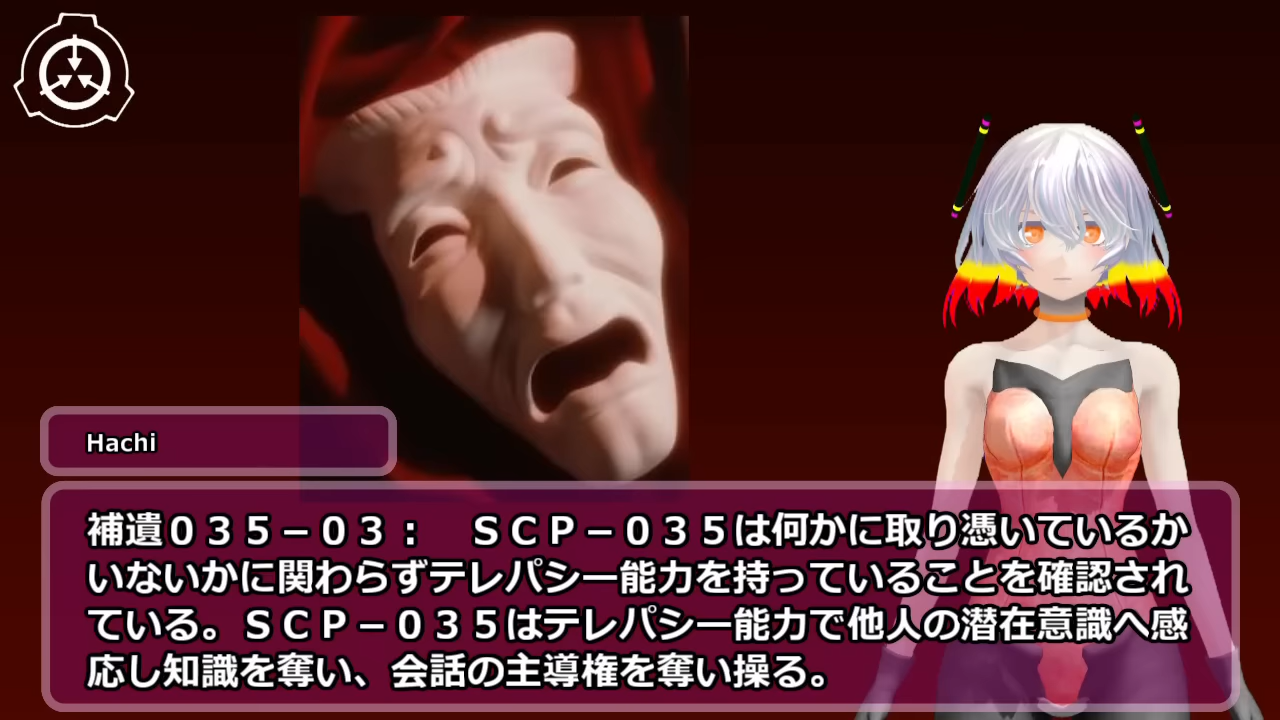 Hachi
補遺０３５－０３：　ＳＣＰ－０３５は何かに取り憑いているか
いないかに関わらずテレパシー能力を持っていることを確認され
ている。ＳＣＰ－０３５はテレパシー能力で他人の潜在意識へ感
応し知識を奪い、会話の主導権を奪い操る。